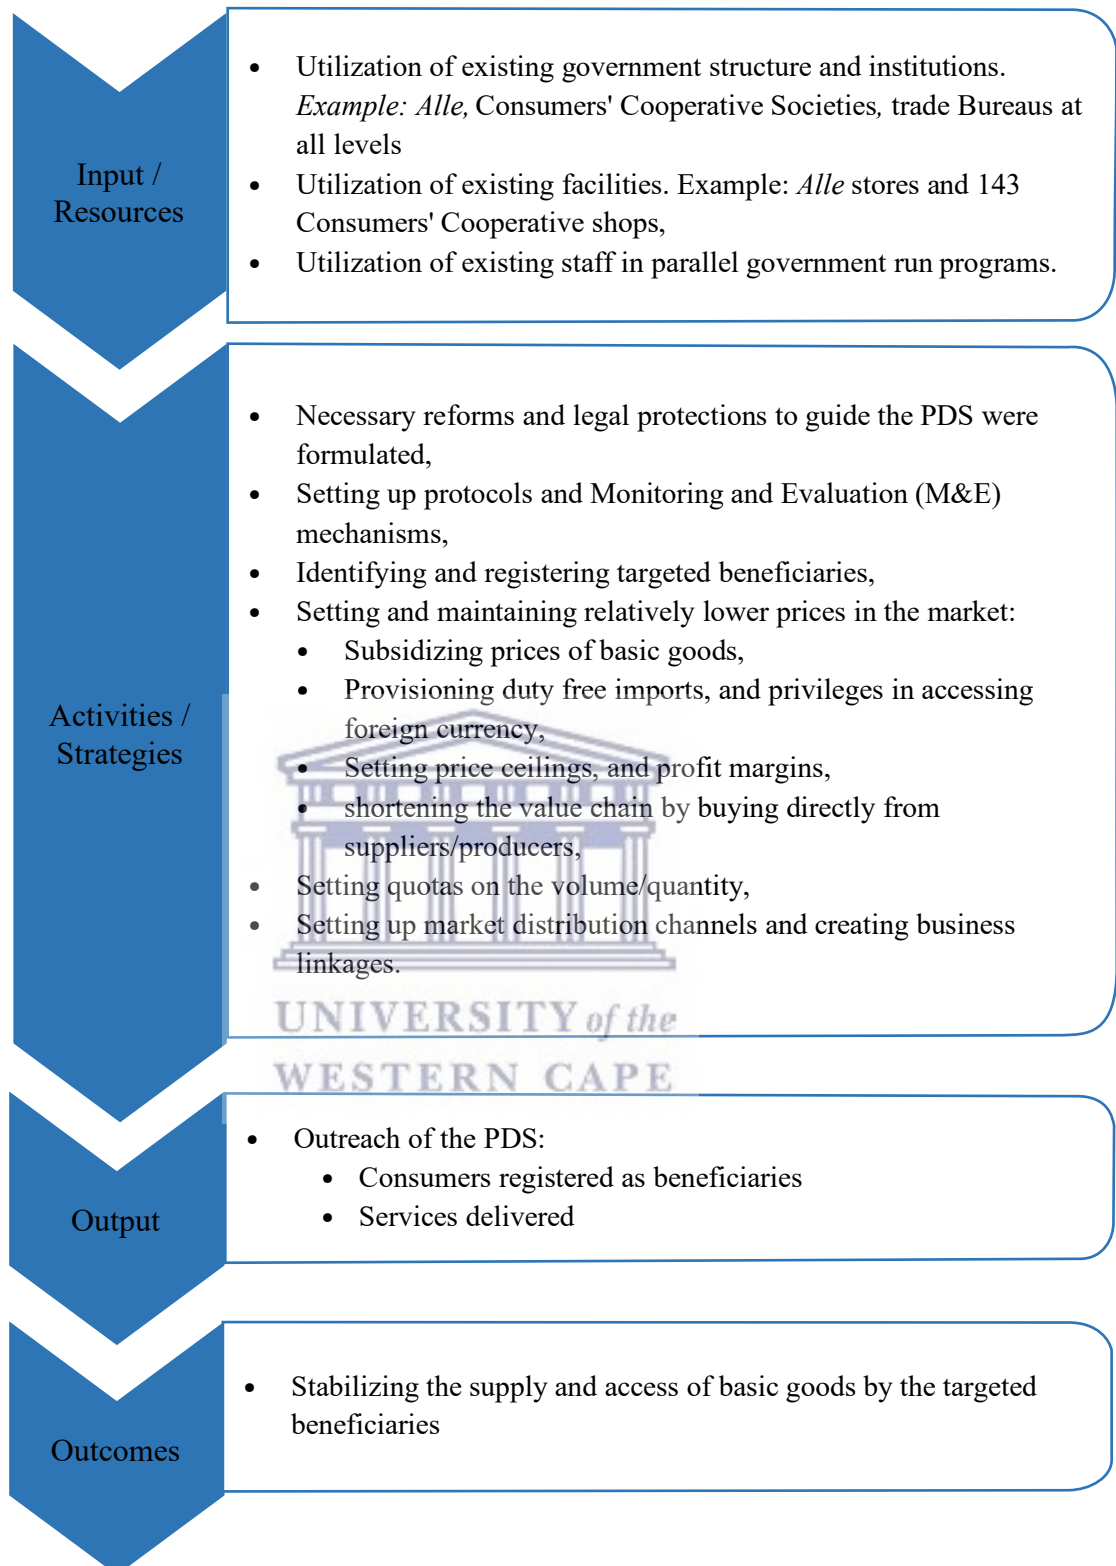 Input /
Resources
• Utilization of existing government structure and institutions.
Example: Alle, Consumers' Cooperative Societies, trade Bureaus at
all levels
• Utilization of existing facilities. Example: Alle stores and 143
Consumers' Cooperative shops,
• Utilization of existing staff in parallel government run programs.
Activities /
Strategies
• Necessary reforms and legal protections to guide the PDS were
formulated,
• Setting up protocols and Monitoring and Evaluation (M&E)
mechanisms,
• Identifying and registering targeted beneficiaries,
• Setting and maintaining relatively lower prices in the market:
• Subsidizing prices of basic goods,
• Provisioning duty free imports, and privileges in accessing
foreign currency,
• Setting price ceilings, and profit margins,
• shortening the value chain by buying directly from
suppliers/producers,
• Setting quotas on the volume/quantity,
• Setting up market distribution channels and creating business
linkages.
UNIVERSITY of the
WESTERN CAPE
Output
• Outreach of the PDS:
• Consumers registered as beneficiaries
• Services delivered
Outcomes
• Stabilizing the supply and access of basic goods by the targeted
beneficiaries